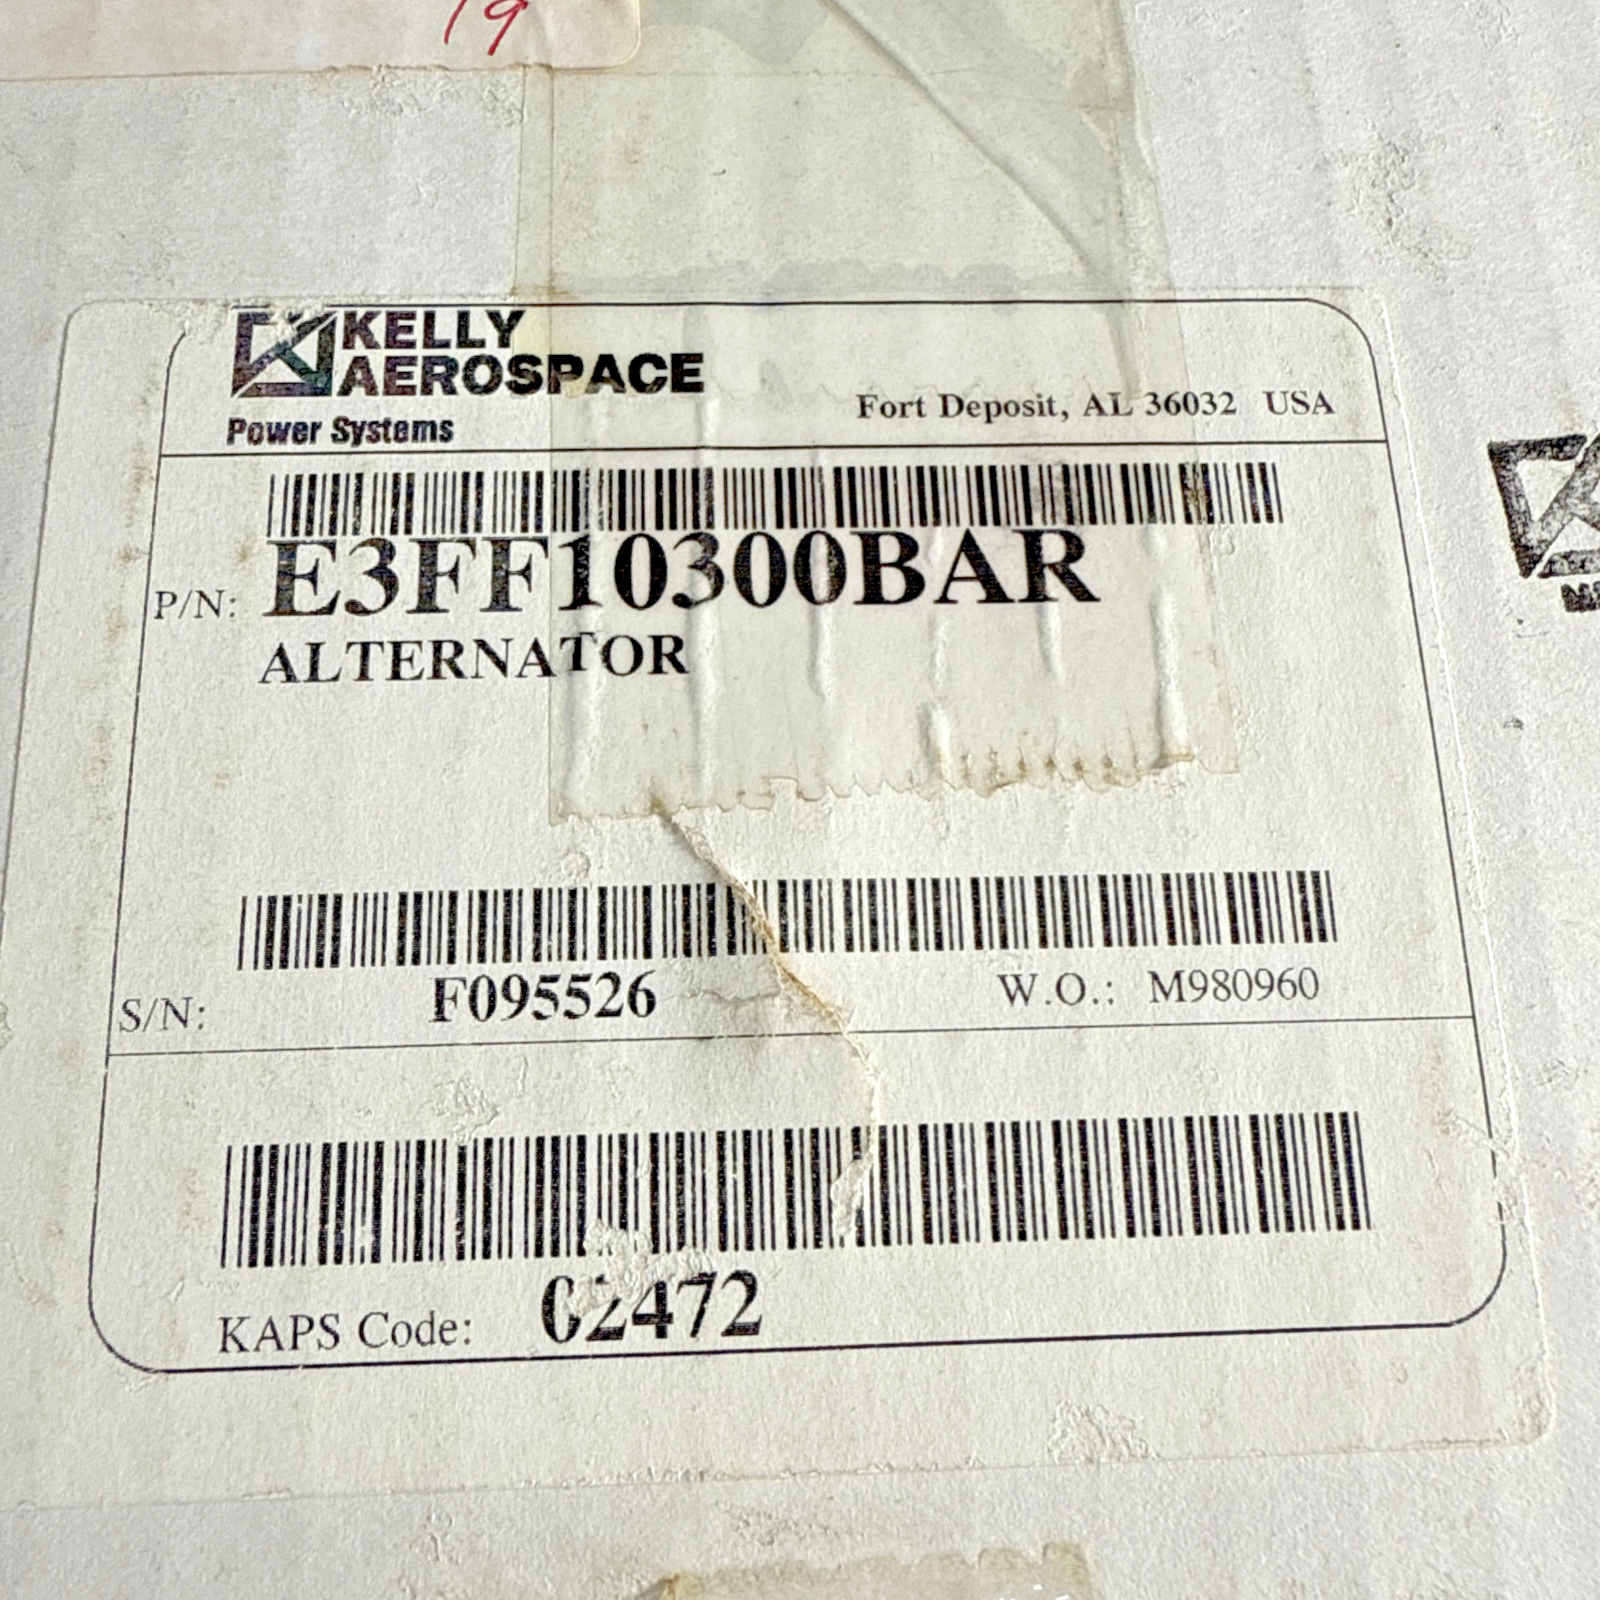 19
KELLY
AEROSPACE
Power Systems
Fort Deposit, AL 36032 USA
P/N: E3FF10300BAR
ALTERNATOR
S/N: F095526 W.O.: M980960
KAPS Code: 02472